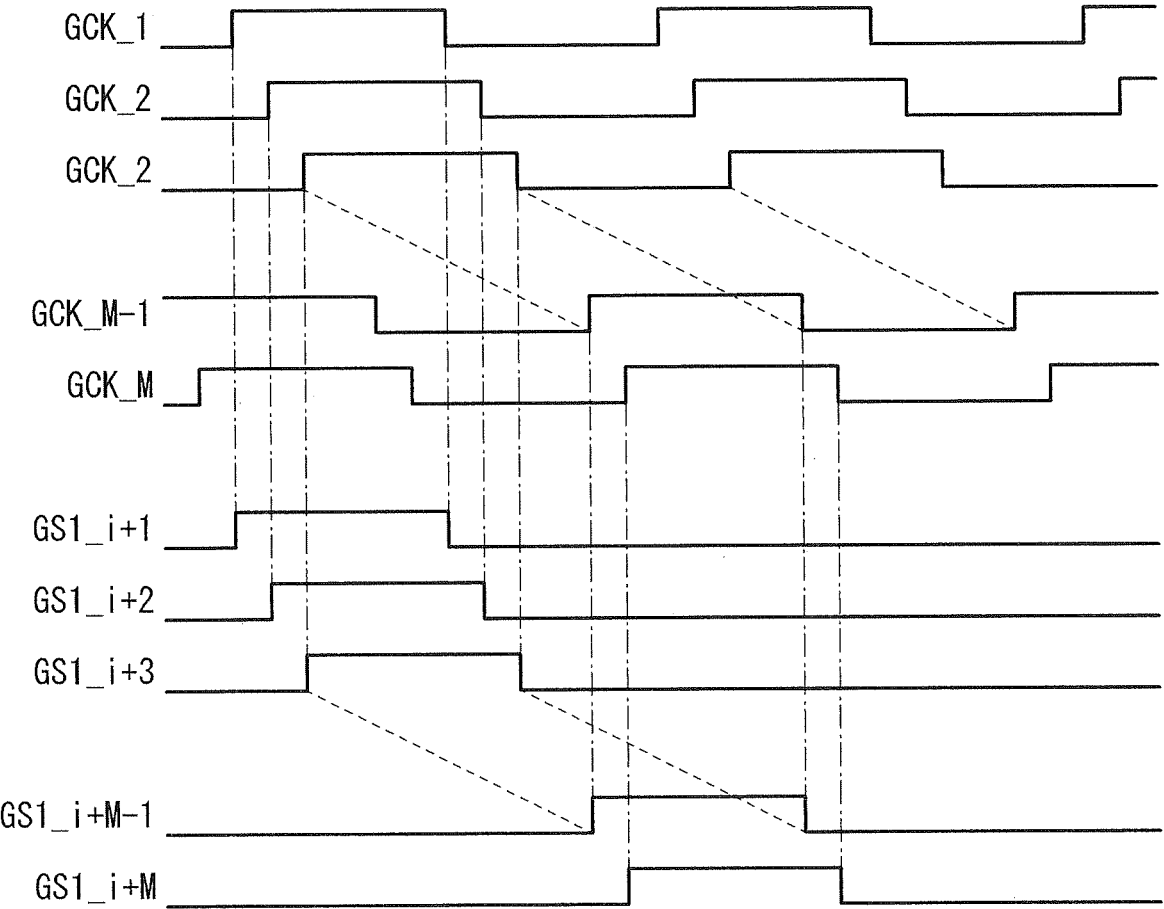 GCK_1
GCK_2
GCK_2
GCK_M-1
GCK_M
GS1_i+1
GS1_i+2
GS1_i+3
GS1_i+M-1
GS1_i+M